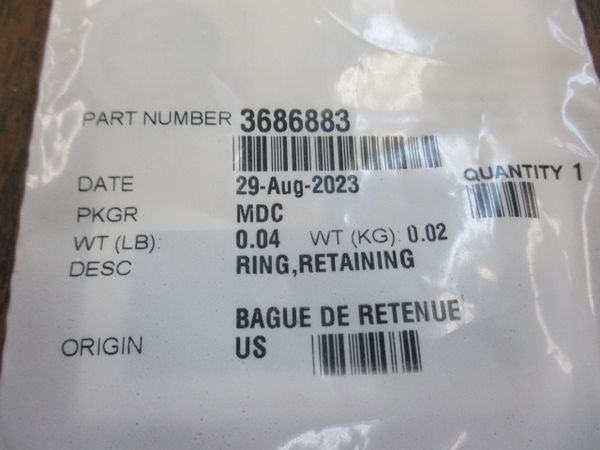 PART NUMBER 3686883
DATE 29-Aug-2023 QUANTITY 1
PKGR MDC
WT (LB): 0.04 WT (KG): 0.02
DESC RING,RETAINING
BAGUE DE RETENUE
ORIGIN US